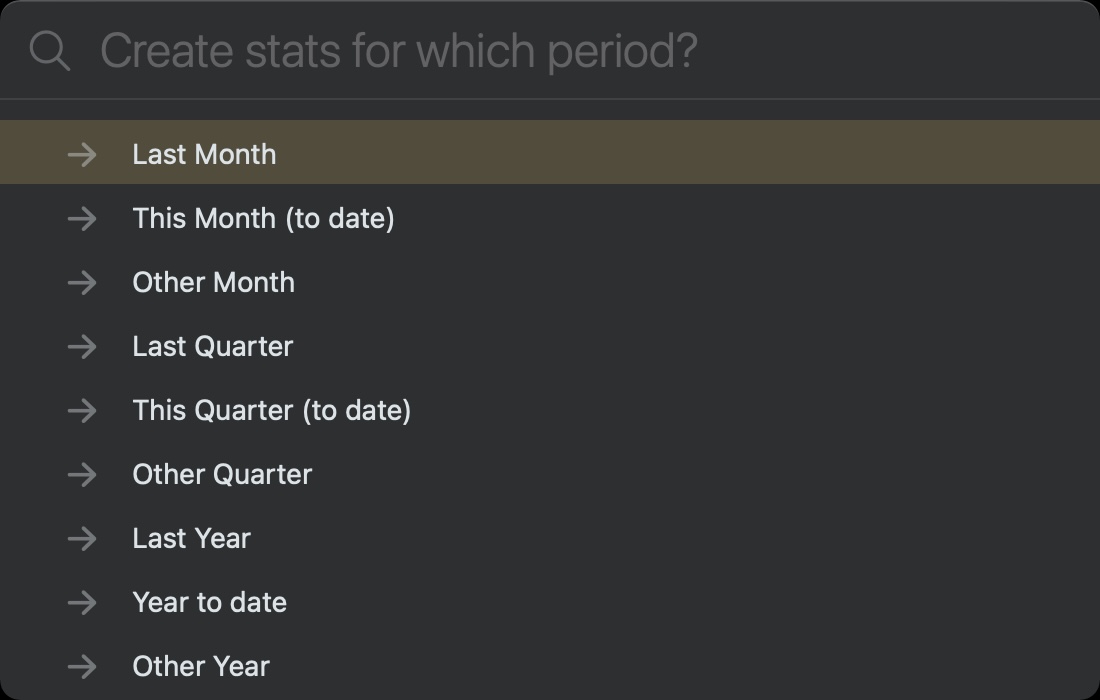 Create stats for which period?
Last Month
This Month (to date)
Other Month
Last Quarter
This Quarter (to date)
Other Quarter
Last Year
Year to date
Other Year